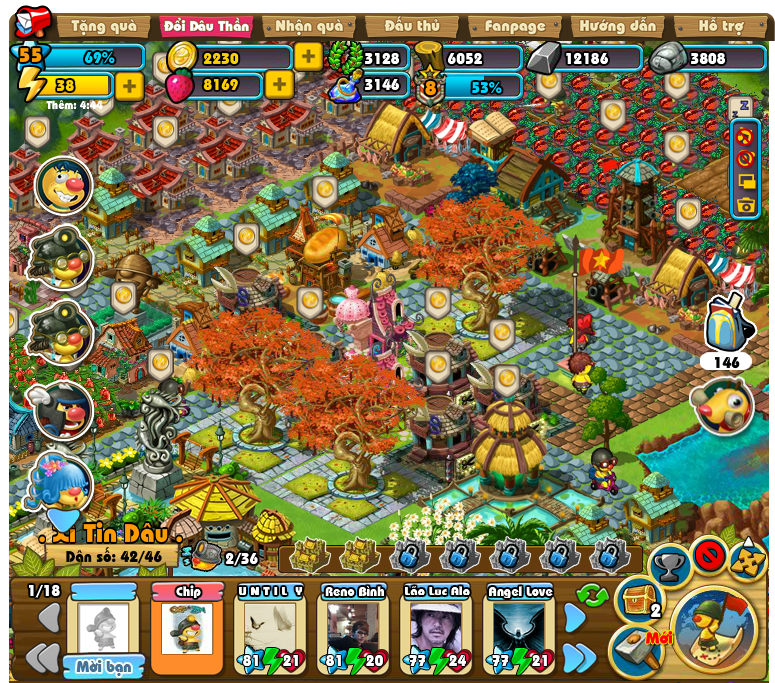 Tặng quà
Đổi Dâu Thần
Nhận quà
Đấu thủ
Fanpage
Hướng dẫn
Hỗ trợ
55
69%
2230
3128
6052
12186
3808
38
8169
3146
8
53%
Thêm: 4:44
Z
Z
146
. Xì Tin Dâu .
Dân số: 42/46
2/36
1/18
Chip
U N T I L Y
Reno Bình
Lão Lục Alo
Angel Love
2
Mới
Mời bạn
81 21
81 20
77 24
77 21